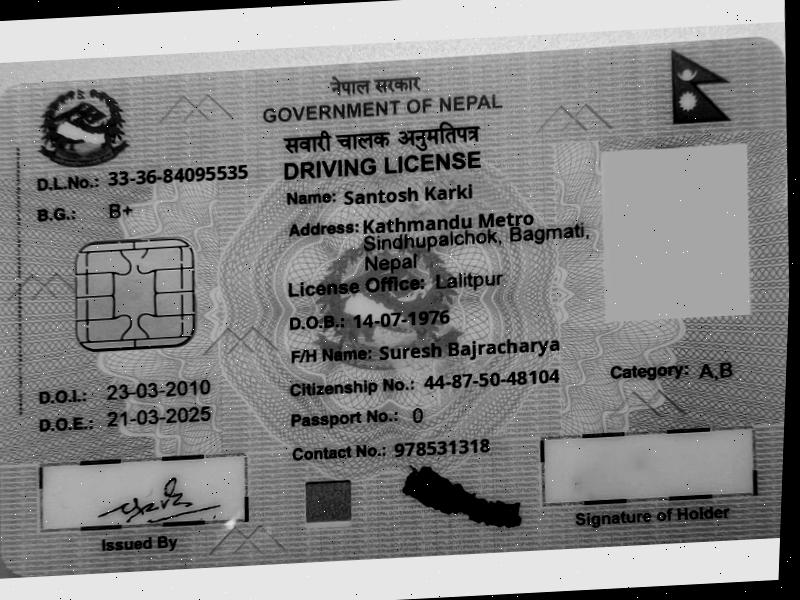 नेपाल सरकार
GOVERNMENT OF NEPAL
सवारी चालक अनुमतिपत्र
DRIVING LICENSE
D.L.No.: 33-36-84095535
B.G.: B+
Name: Santosh Karki
Address: Kathmandu Metro
Sindhupalchok, Bagmati,
Nepal
License Office: Lalitpur
D.O.B.: 14-07-1976
F/H Name: Suresh Bajracharya
Citizenship No.: 44-87-50-48104
Passport No.: 0
Contact No.: 978531318
D.O.I.: 23-03-2010
D.O.E.: 21-03-2025
Category: A,B
Issued By
Signature of Holder